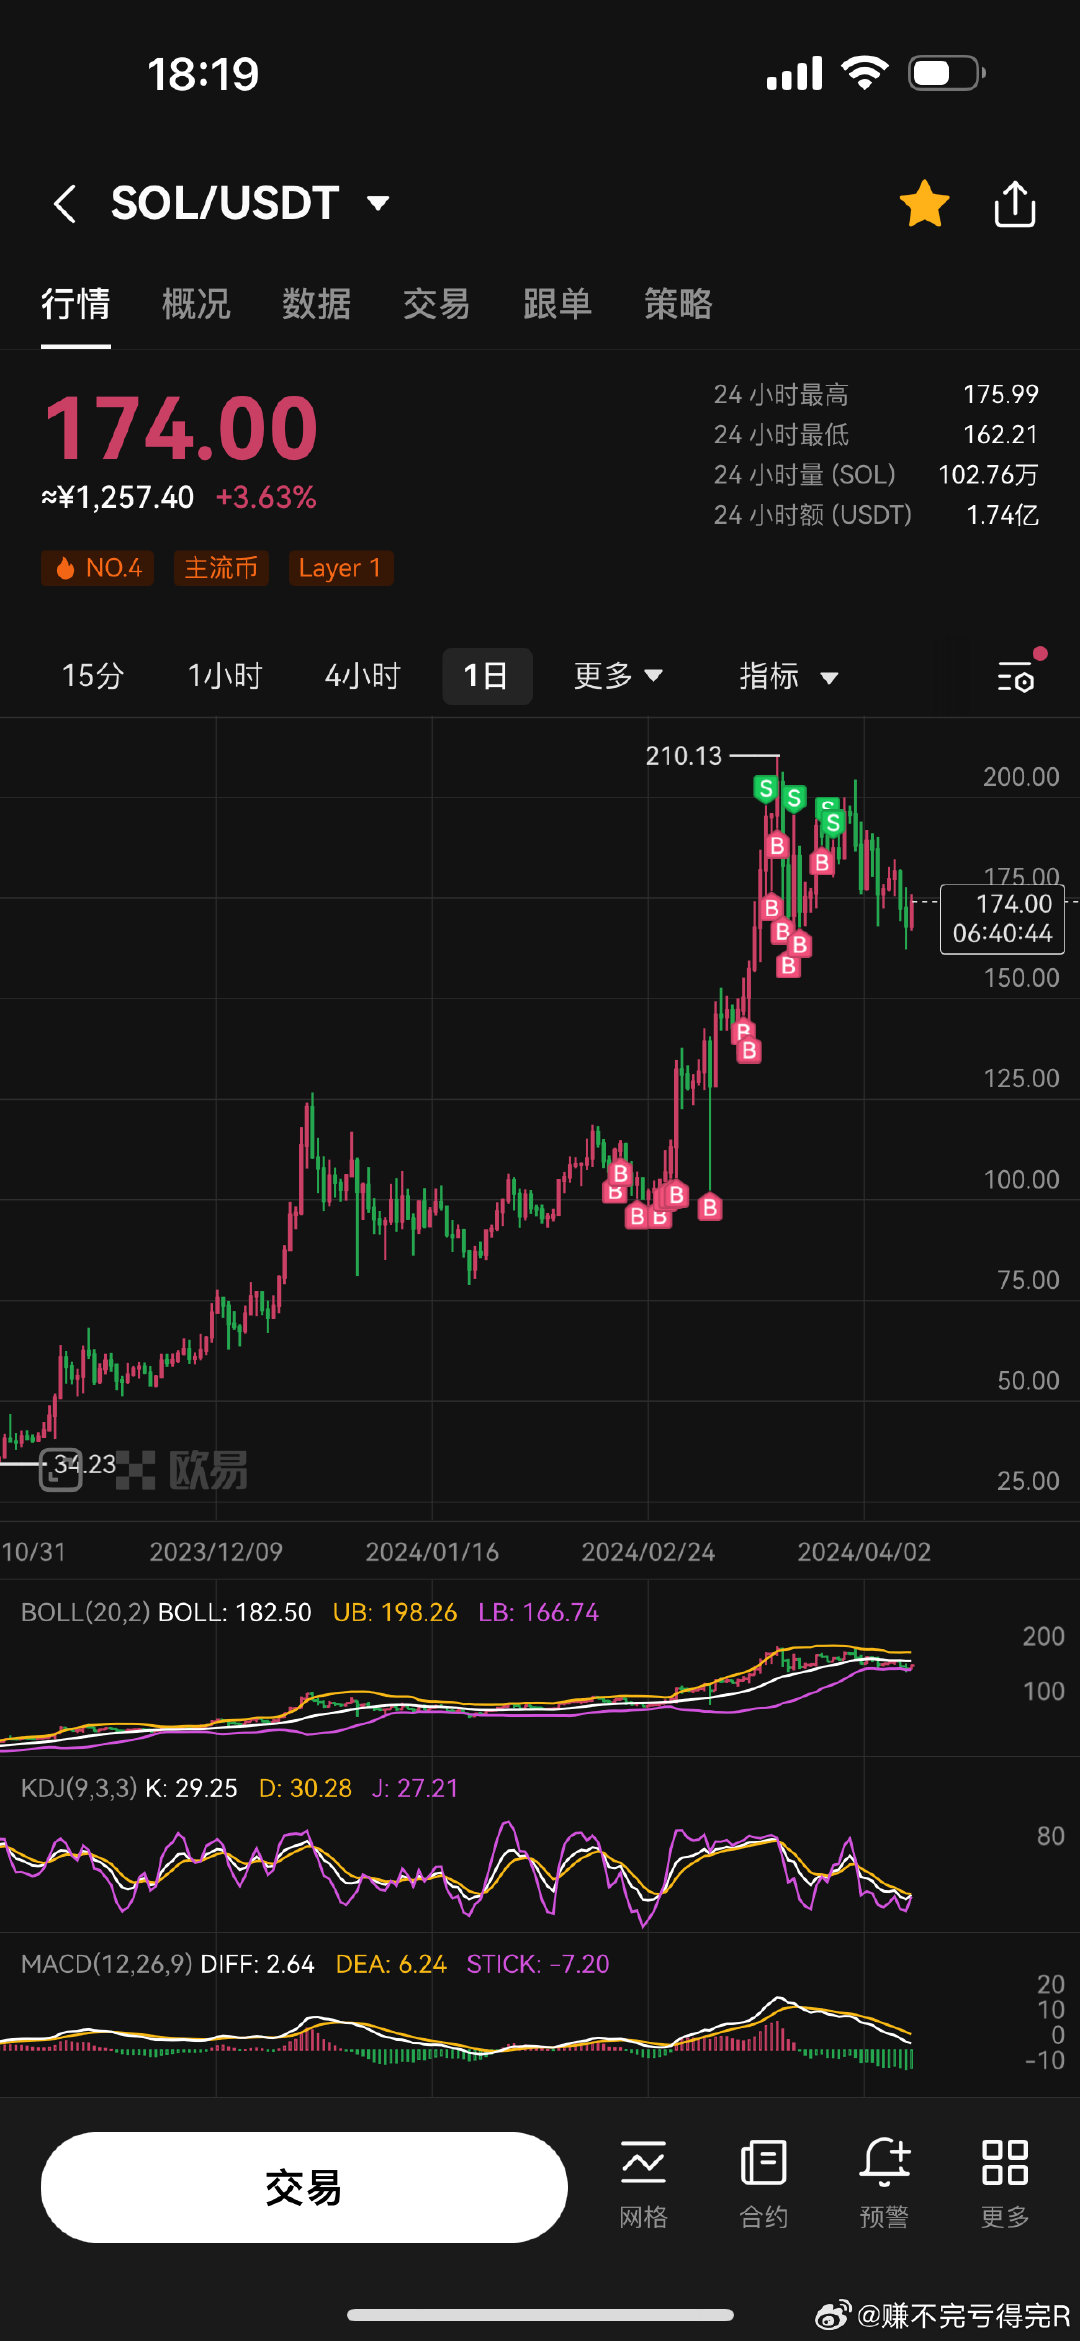 18:19
SOL/USDT
行情 概况 数据 交易 跟单 策略
174.00
≈¥1,257.40 +3.63%
24 小时最高 175.99
24 小时最低 162.21
24 小时量 (SOL) 102.76万
24 小时额 (USDT) 1.74亿
NO.4 主流币 Layer 1
15分 1小时 4小时 1日 更多 指标
210.13
200.00
S S S S
B B
175.00
174.00
06:40:44
B B B B
150.00
B B
125.00
100.00
B B B B B B
75.00
50.00
34.23 欧易
25.00
10/31 2023/12/09 2024/01/16 2024/02/24 2024/04/02
BOLL(20,2) BOLL: 182.50 UB: 198.26 LB: 166.74
200
100
KDJ(9,3,3) K: 29.25 D: 30.28 J: 27.21
80
MACD(12,26,9) DIFF: 2.64 DEA: 6.24 STICK: -7.20
20
10
0
-10
交易 网格 合约 预警 更多
@赚不完亏得完R